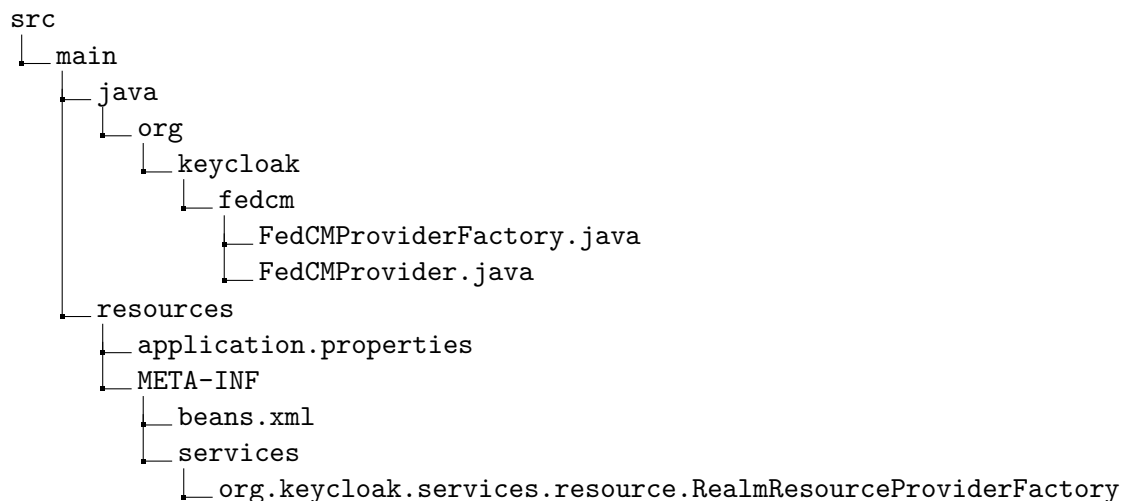 src
main
java
org
keycloak
fedcm
FedCMProviderFactory.java
FedCMProvider.java
resources
application.properties
META-INF
beans.xml
services
org.keycloak.services.resource.RealmResourceProviderFactory